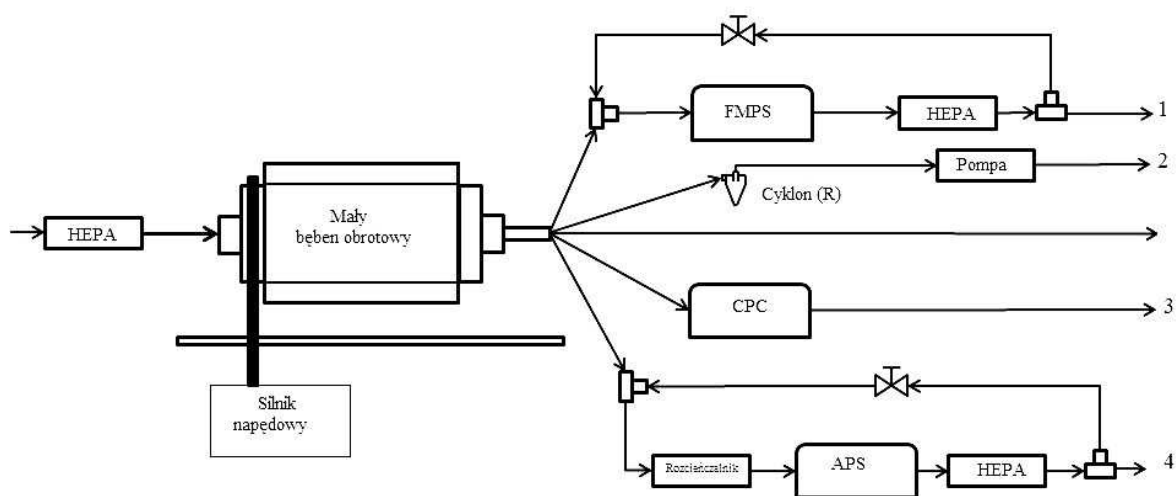 FMPS
HEPA
1
Cyklon (R)
Pompa
2
HEPA
Mały
bęben obrotowy
CPC
3
Silnik
napędowy
Rozcieńczalnik
APS
HEPA
4